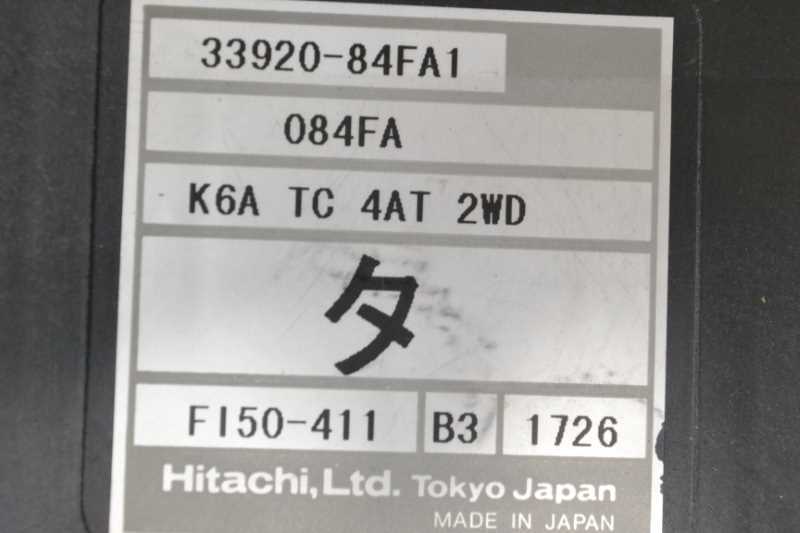 33920-84FA1
084FA
K6A TC 4AT 2WD
タ
FI50-411 B3 1726
Hitachi,Ltd. Tokyo Japan
MADE IN JAPAN